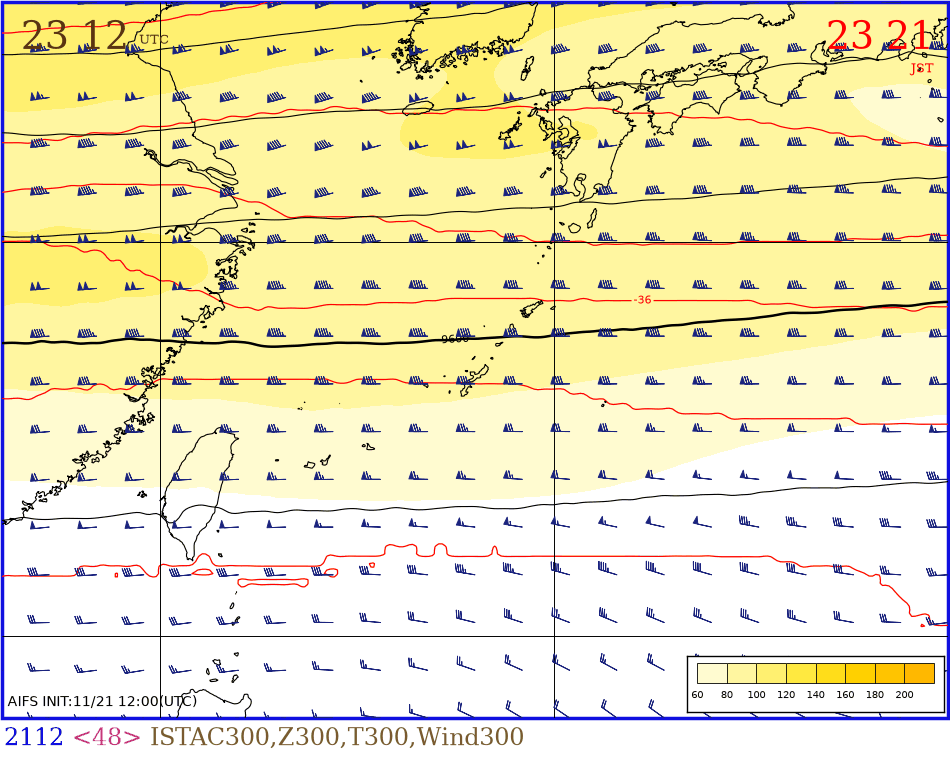 23 12 UTC
23 21
JST
-36
9600
60 80 100 120 140 160 180 200
AIFS INIT:11/21 12:00(UTC)
2112 <48> ISTAC300,Z300,T300,Wind300